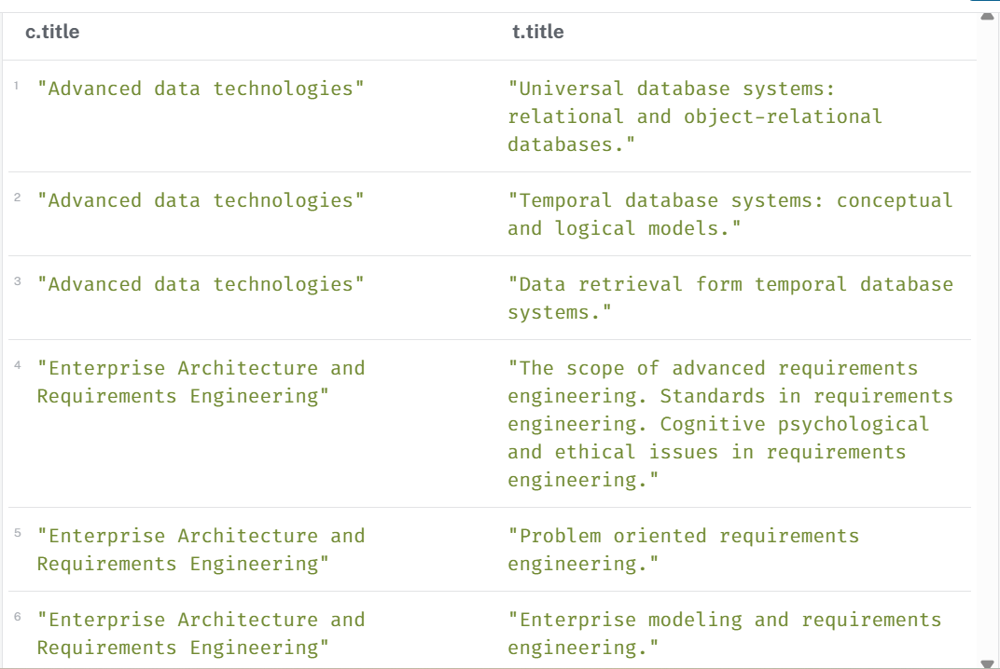 c.title t.title
1 "Advanced data technologies" "Universal database systems:
relational and object-relational
databases."
2 "Advanced data technologies" "Temporal database systems: conceptual
and logical models."
3 "Advanced data technologies" "Data retrieval form temporal database
systems."
4 "Enterprise Architecture and "The scope of advanced requirements
Requirements Engineering" engineering. Standards in requirements
engineering. Cognitive psychological
and ethical issues in requirements
engineering."
5 "Enterprise Architecture and "Problem oriented requirements
Requirements Engineering" engineering."
6 "Enterprise Architecture and "Enterprise modeling and requirements
Requirements Engineering" engineering."